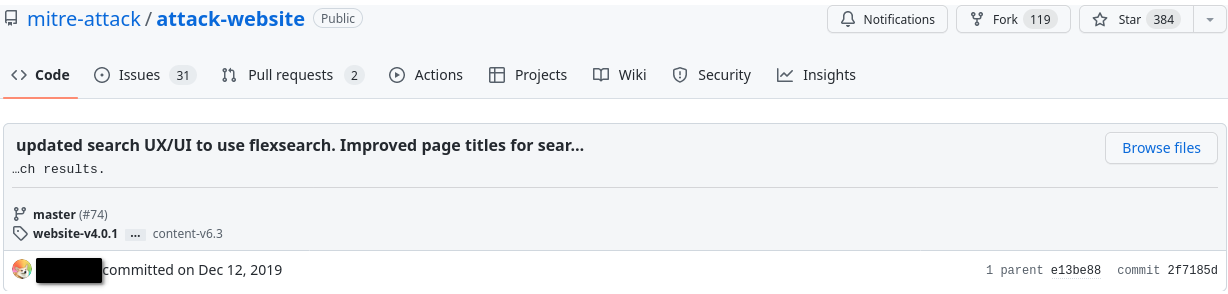 mitre-attack / attack-website Public Notifications Fork 119 Star 384
Code Issues 31 Pull requests 2 Actions Projects Wiki Security Insights
updated search UX/UI to use flexsearch. Improved page titles for sear...
Browse files
…ch results.
master (#74)
website-v4.0.1 ... content-v6.3
committed on Dec 12, 2019 1 parent e13be88 commit 2f7185d